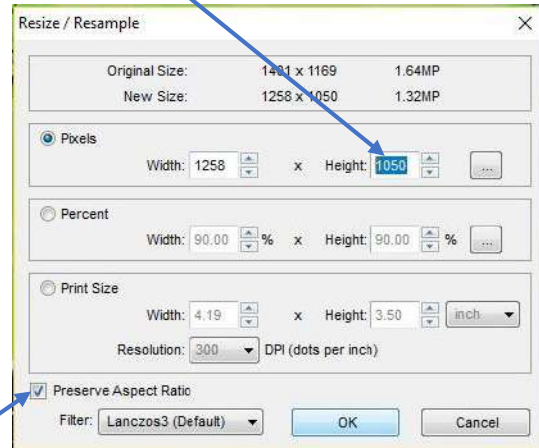 Resize / Resample
Original Size: 1401 x 1169 1.64MP
New Size: 1258 x 1050 1.32MP
Pixels
Width: 1258 x Height: 1050 ...
Percent
Width: 90.00 % x Height: 90.00 % ...
Print Size
Width: 4.19 x Height: 3.50 inch
Resolution: 300 DPI (dots per inch)
Preserve Aspect Ratio
Filter: Lanczos3 (Default) OK Cancel